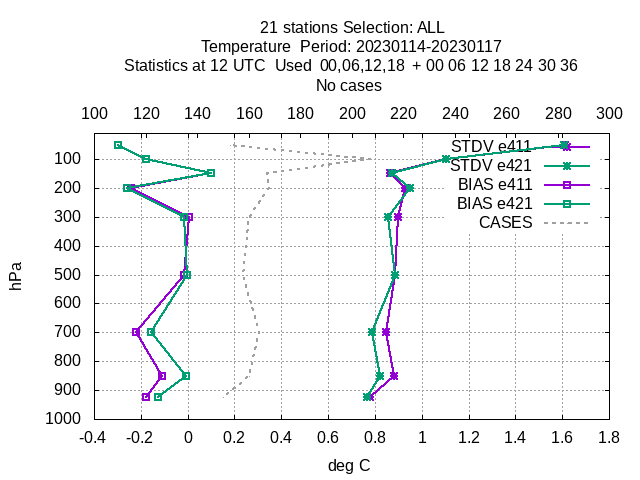 21 stations Selection: ALL
Temperature  Period: 20230114-20230117
Statistics at 12 UTC  Used  00,06,12,18  + 00 06 12 18 24 30 36
No cases
100 120 140 160 180 200 220 240 260 280 300
STDV e411
STDV e421
BIAS e411
BIAS e421
CASES
100
200
300
400
500
600
700
800
900
1000
hPa
-0.4 -0.2 0 0.2 0.4 0.6 0.8 1 1.2 1.4 1.6 1.8
deg C